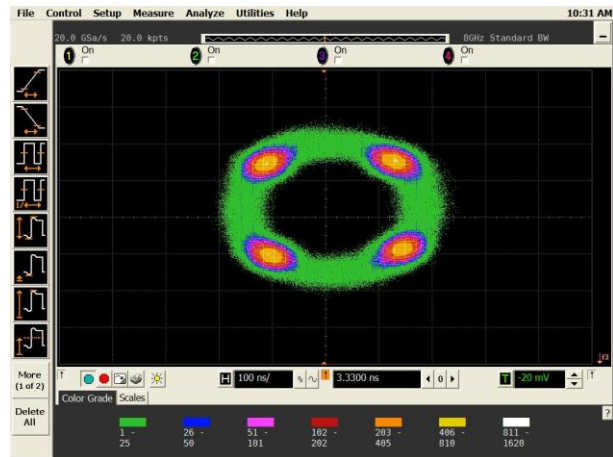 File Control Setup Measure Analyze Utilities Help 10:31 AM
20.0 GSa/s 20.0 kpts 8GHz Standard BW
1 On 2 On 3 On 4 On
1/
More
(1 of 2)
Delete
All
H 100 ns/ 3.3300 ns 0 T -20 mV
Color Grade Scales
?
1 - 26 - 51 - 102 - 203 - 406 - 811 -
25 50 101 202 405 810 1620